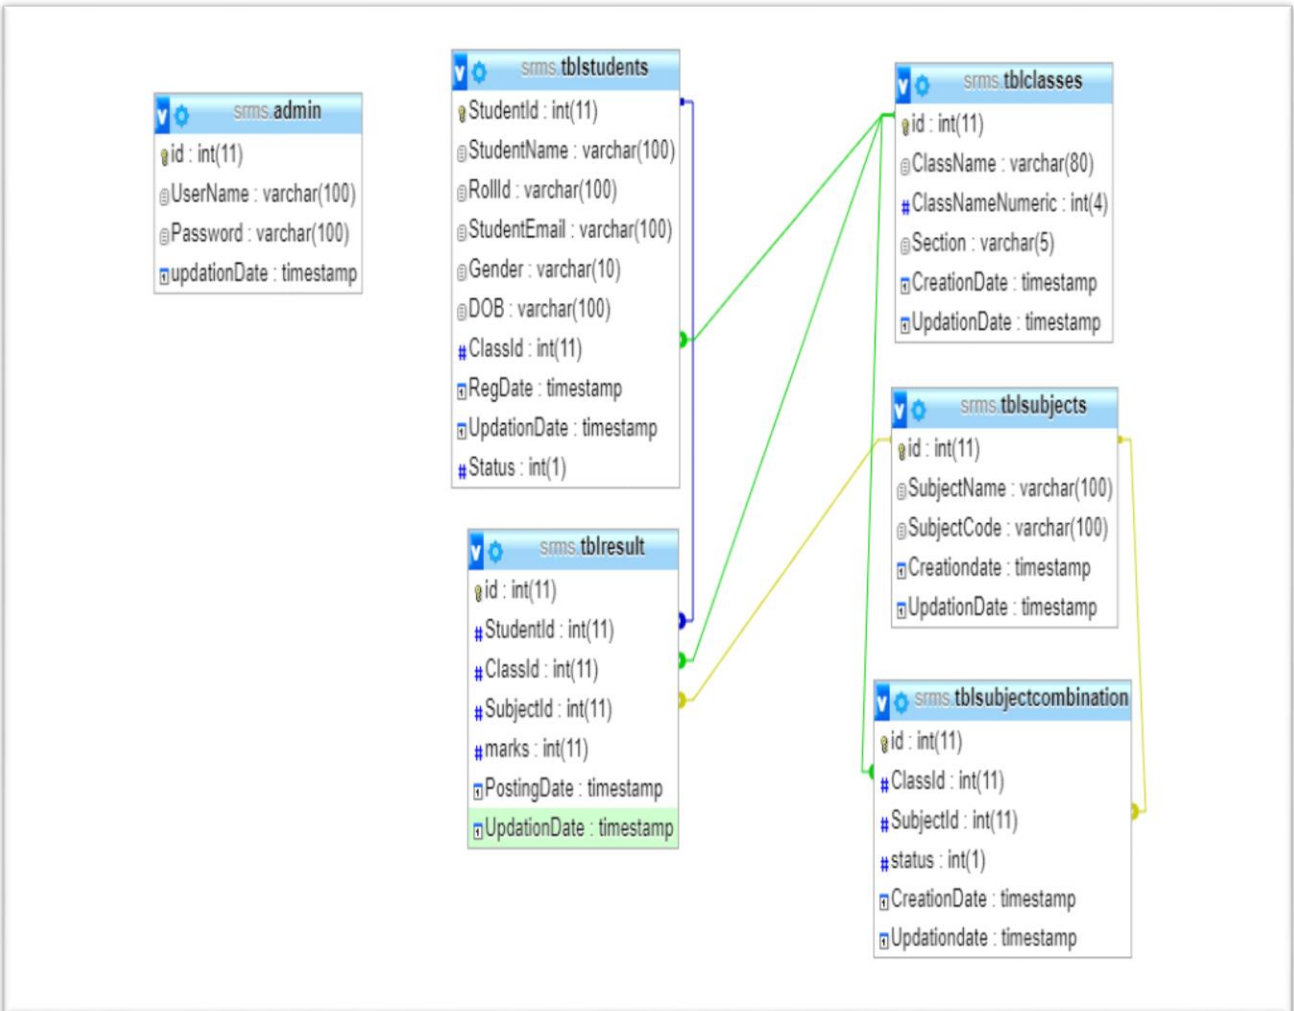 srms.admin
id : int(11)
UserName : varchar(100)
Password : varchar(100)
updationDate : timestamp
srms.tblstudents
StudentId : int(11)
StudentName : varchar(100)
RollId : varchar(100)
StudentEmail : varchar(100)
Gender : varchar(10)
DOB : varchar(100)
ClassId : int(11)
RegDate : timestamp
UpdationDate : timestamp
Status : int(1)
srms.tblresult
id : int(11)
StudentId : int(11)
ClassId : int(11)
SubjectId : int(11)
marks : int(11)
PostingDate : timestamp
UpdationDate : timestamp
srms.tblclasses
id : int(11)
ClassName : varchar(80)
ClassNameNumeric : int(4)
Section : varchar(5)
CreationDate : timestamp
UpdationDate : timestamp
srms.tblsubjects
id : int(11)
SubjectName : varchar(100)
SubjectCode : varchar(100)
Creationdate : timestamp
UpdationDate : timestamp
srms.tblsubjectcombination
id : int(11)
ClassId : int(11)
SubjectId : int(11)
status : int(1)
CreationDate : timestamp
Updationdate : timestamp